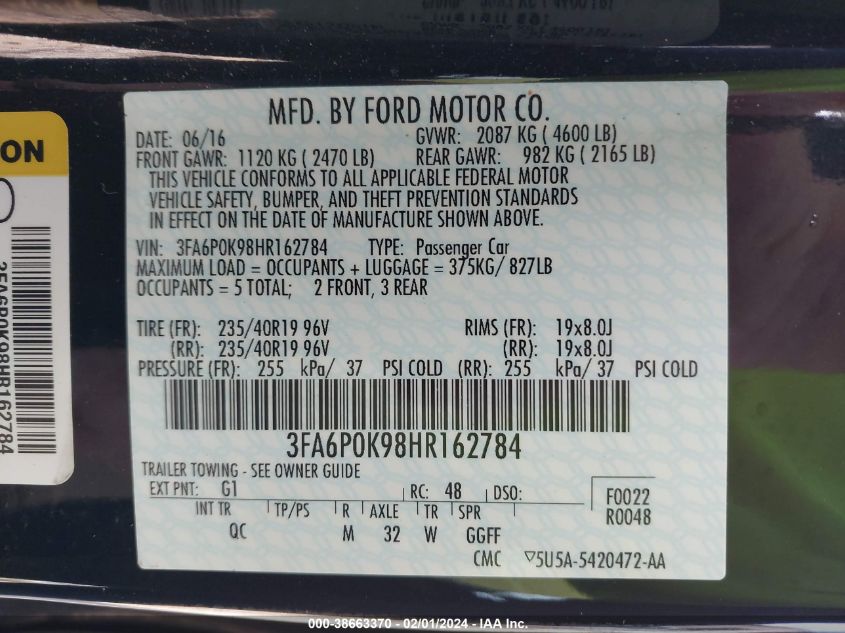 MFD. BY FORD MOTOR CO.
DATE: 06/16 GVWR: 2087 KG ( 4600 LB)
FRONT GAWR: 1120 KG ( 2470 LB) REAR GAWR: 982 KG ( 2165 LB)
THIS VEHICLE CONFORMS TO ALL APPLICABLE FEDERAL MOTOR
VEHICLE SAFETY, BUMPER, AND THEFT PREVENTION STANDARDS
IN EFFECT ON THE DATE OF MANUFACTURE SHOWN ABOVE.
VIN: 3FA6P0K98HR162784 TYPE: Passenger Car
MAXIMUM LOAD = OCCUPANTS + LUGGAGE = 375KG/ 827LB
OCCUPANTS = 5 TOTAL; 2 FRONT, 3 REAR
TIRE (FR): 235/40R19 96V RIMS (FR): 19x8.0J
(RR): 235/40R19 96V (RR): 19x8.0J
PRESSURE (FR): 255 kPa/ 37 PSI COLD (RR): 255 kPa/ 37 PSI COLD
3FA6P0K98HR162784
TRAILER TOWING - SEE OWNER GUIDE
EXT PNT: G1 RC: 48 DSO:
F0022
R0048
INT TR TP/PS R AXLE TR SPR
QC M 32 W GGFF
CMC ▽5U5A-5420472-AA
ON
3FA6P0K98HR162784
000-38663370 - 02/01/2024 - IAA Inc.